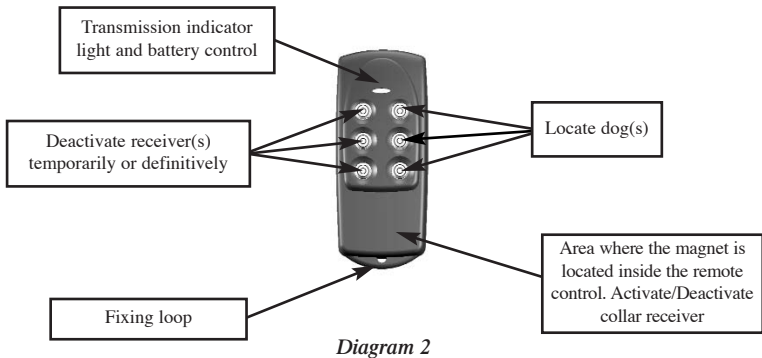 Transmission indicator
light and battery control
Deactivate receiver(s)
temporarily or definitively
Locate dog(s)
Area where the magnet is
located inside the remote
control. Activate/Deactivate
collar receiver
Fixing loop
Diagram 2